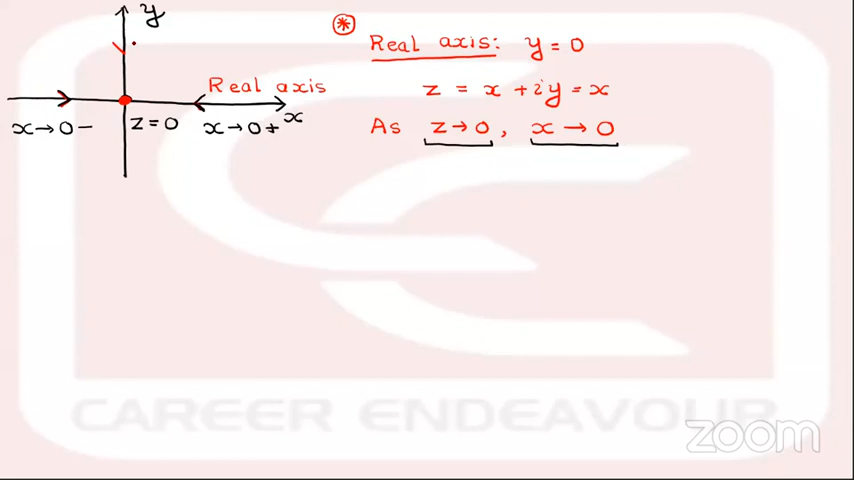 y
Real axis: y = 0
Real axis
z = x + iy = x
x
x → 0 −
z = 0
x → 0 +
As z → 0 , x → 0
CAREER ENDEAVOUR
zoom